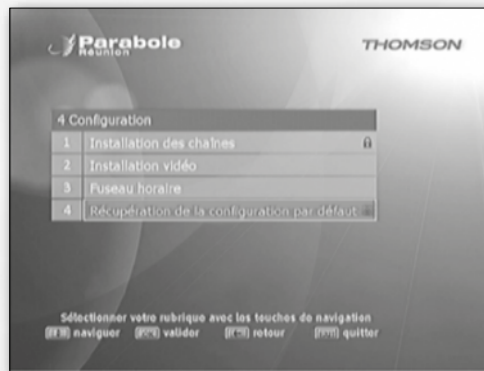 Parabole
Réunion
THOMSON
4 Configuration
1 Installation des chaînes
2 Installation vidéo
3 Fuseau horaire
4 Récupération de la configuration par défaut
Sélectionner votre rubrique avec les touches de navigation
naviguer valider retour quitter